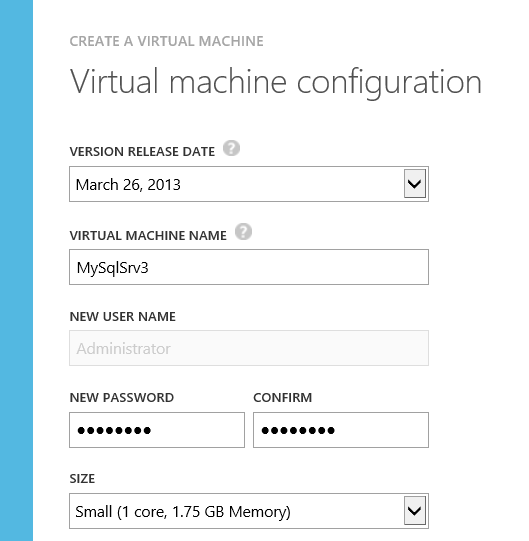 CREATE A VIRTUAL MACHINE
Virtual machine configuration
VERSION RELEASE DATE ?
March 26, 2013
VIRTUAL MACHINE NAME ?
MySqlSrv3
NEW USER NAME
Administrator
NEW PASSWORD CONFIRM
●●●●●●●● ●●●●●●●●
SIZE
Small (1 core, 1.75 GB Memory)